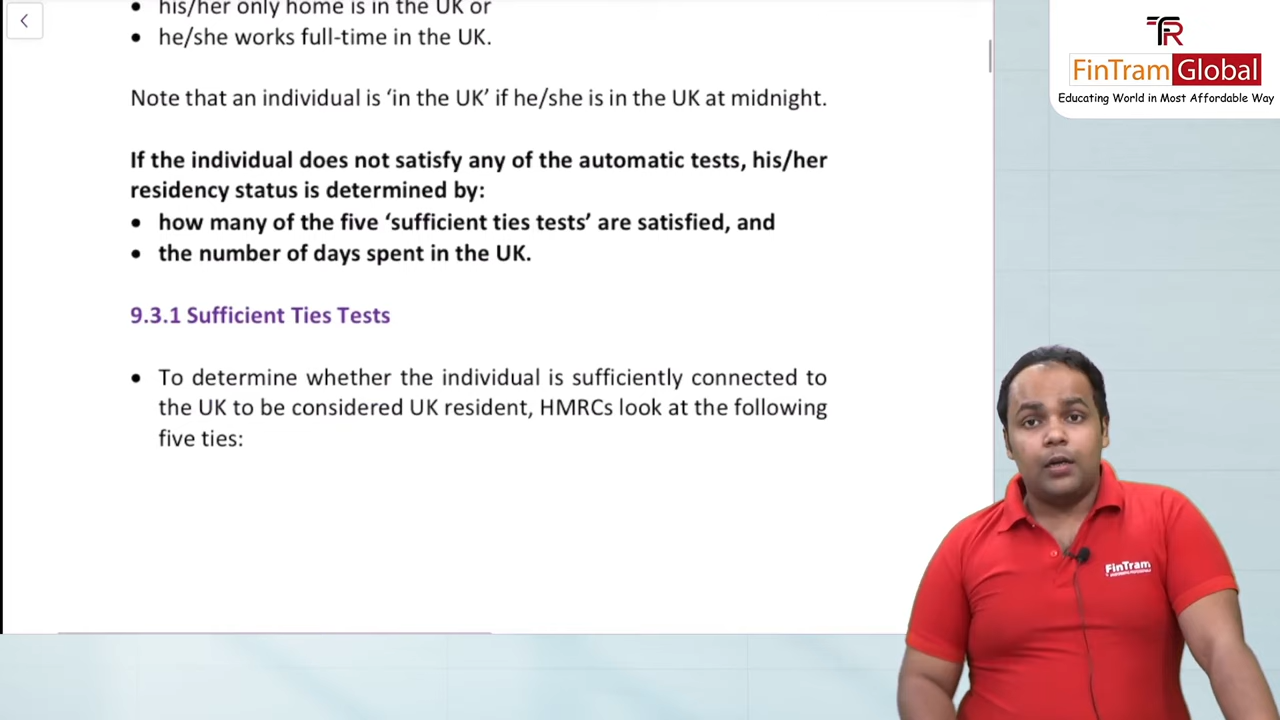 his/her only home is in the UK or
• he/she works full-time in the UK.
Note that an individual is ‘in the UK’ if he/she is in the UK at midnight.
If the individual does not satisfy any of the automatic tests, his/her
residency status is determined by:
• how many of the five ‘sufficient ties tests’ are satisfied, and
• the number of days spent in the UK.
9.3.1 Sufficient Ties Tests
• To determine whether the individual is sufficiently connected to
the UK to be considered UK resident, HMRCs look at the following
five ties:
FinTram Global
Educating World in Most Affordable Way
FinTram